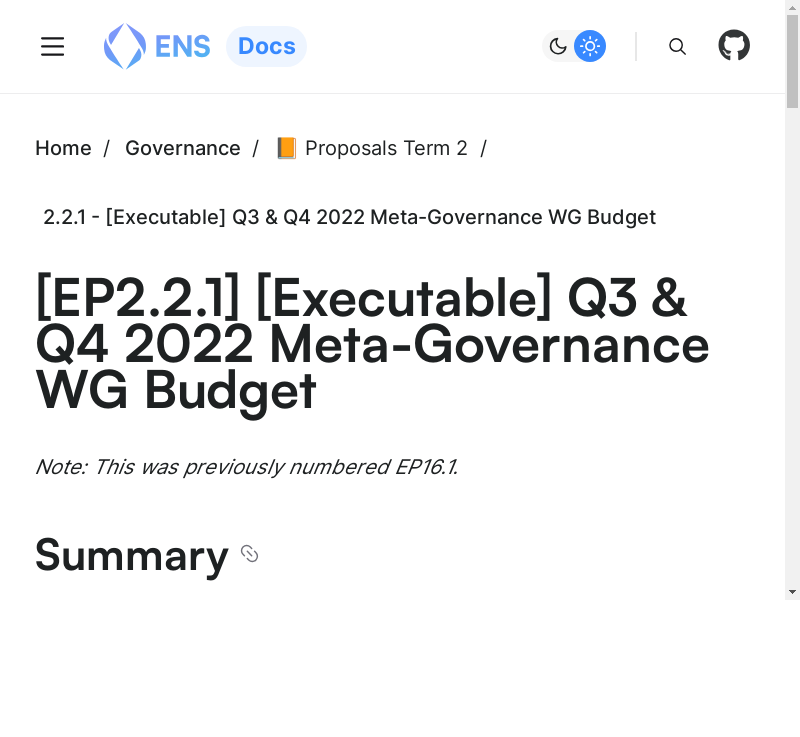 ENS Docs
Home / Governance / 📙 Proposals Term 2 /
2.2.1 - [Executable] Q3 & Q4 2022 Meta-Governance WG Budget
[EP2.2.1] [Executable] Q3 &
Q4 2022 Meta-Governance
WG Budget
Note: This was previously numbered EP16.1.
Summary